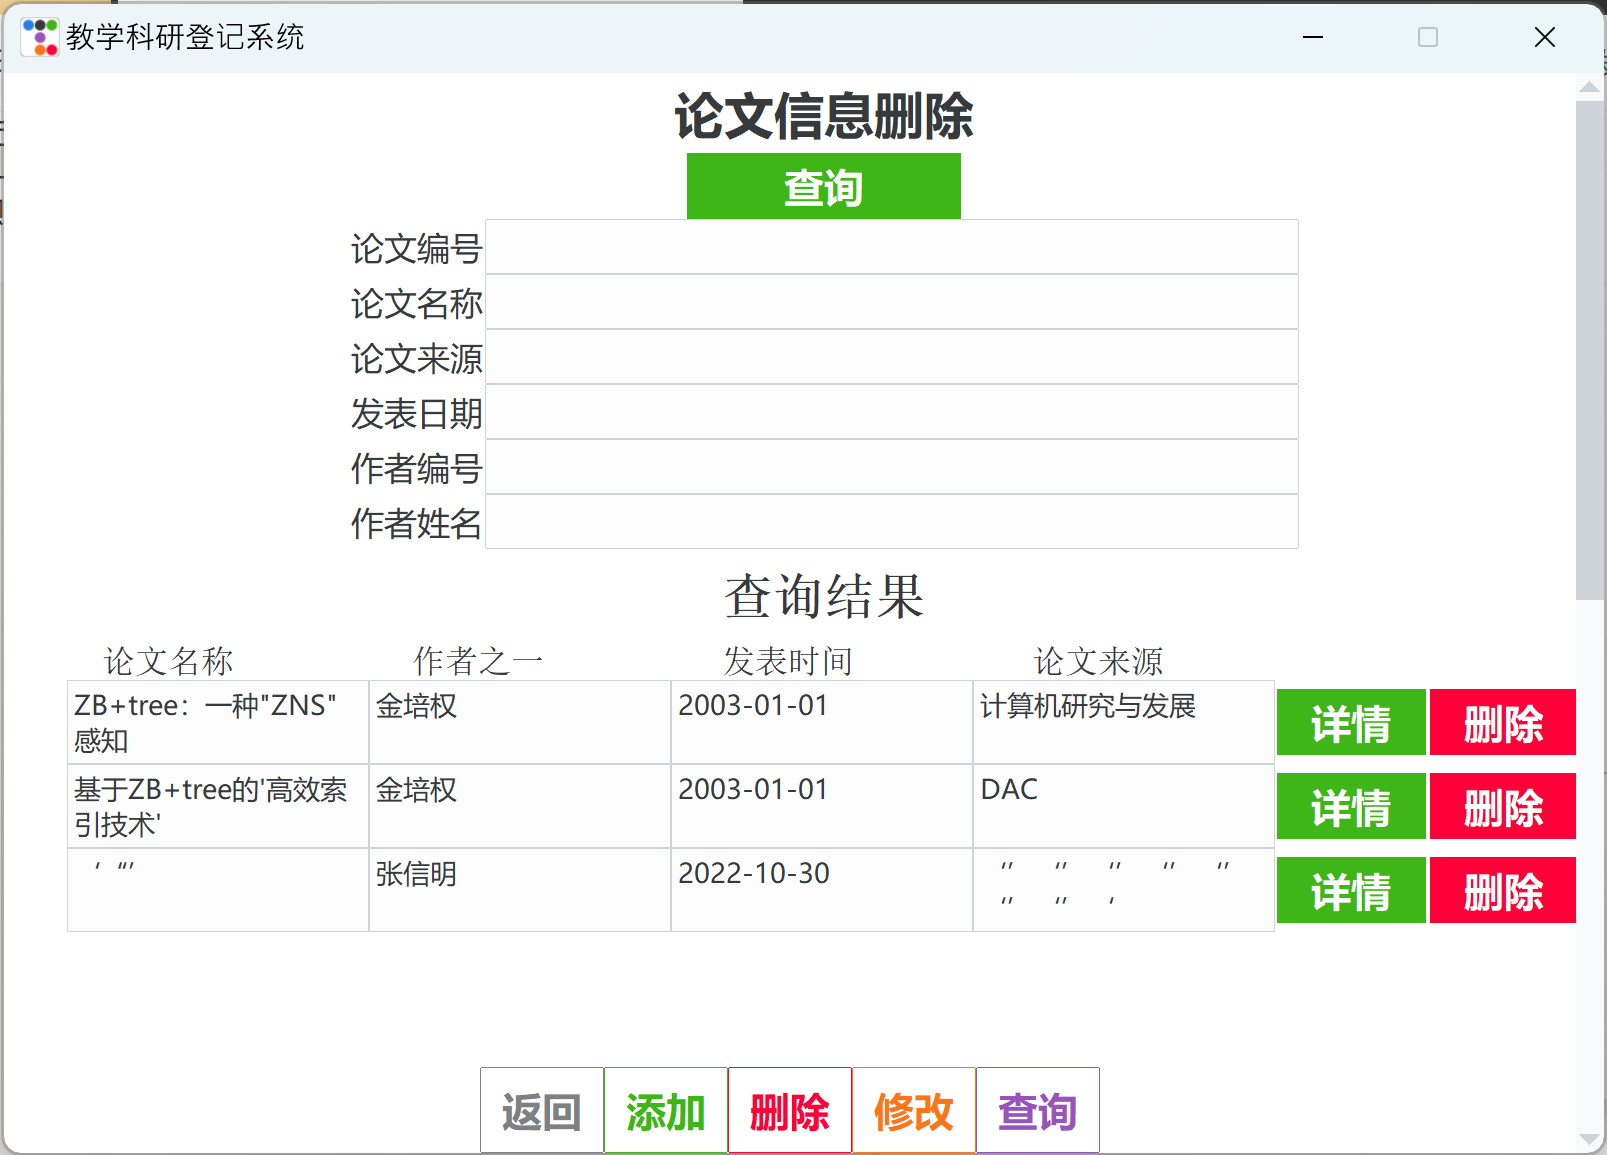 教学科研登记系统
论文信息删除
查询
论文编号
论文名称
论文来源
发表日期
作者编号
作者姓名
查询结果
论文名称 作者之一 发表时间 论文来源
ZB+tree：一种"ZNS"感知 金培权 2003-01-01 计算机研究与发展 详情 删除
基于ZB+tree的'高效索引技术' 金培权 2003-01-01 DAC 详情 删除
‘ “’ 张信明 2022-10-30 ‘’ ‘’ ‘’ ‘’ ‘’ ‘’ ‘’ ‘ 详情 删除
返回 添加 删除 修改 查询